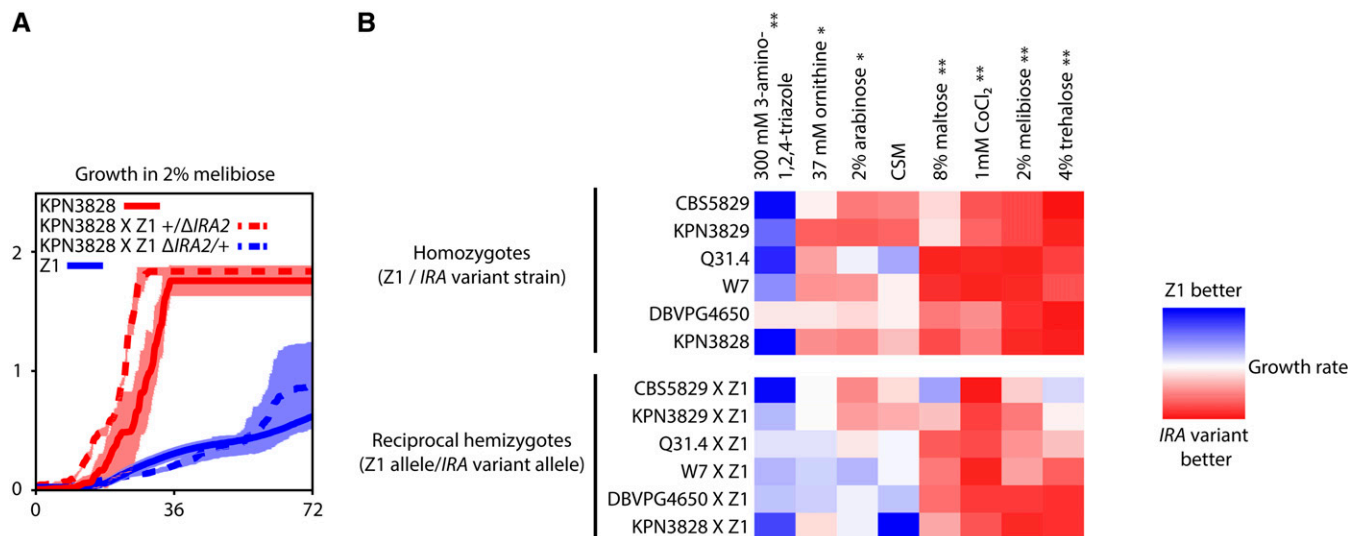 A
B
Growth in 2% melibiose
KPN3828
KPN3828 X Z1 +/ΔIRA2
KPN3828 X Z1 ΔIRA2/+
Z1
2
1
0
0
36
72
300 mM 3-amino-**
1,2,4-triazole
37 mM ornithine *
2% arabinose *
CSM
8% maltose **
1mM CoCl₂ **
2% melibiose **
4% trehalose **
Homozygotes
(Z1 / IRA variant strain)
CBS5829
KPN3829
Q31.4
W7
DBVPG4650
KPN3828
Reciprocal hemizygotes
(Z1 allele/IRA variant allele)
CBS5829 X Z1
KPN3829 X Z1
Q31.4 X Z1
W7 X Z1
DBVPG4650 X Z1
KPN3828 X Z1
Z1 better
Growth rate
IRA variant
better